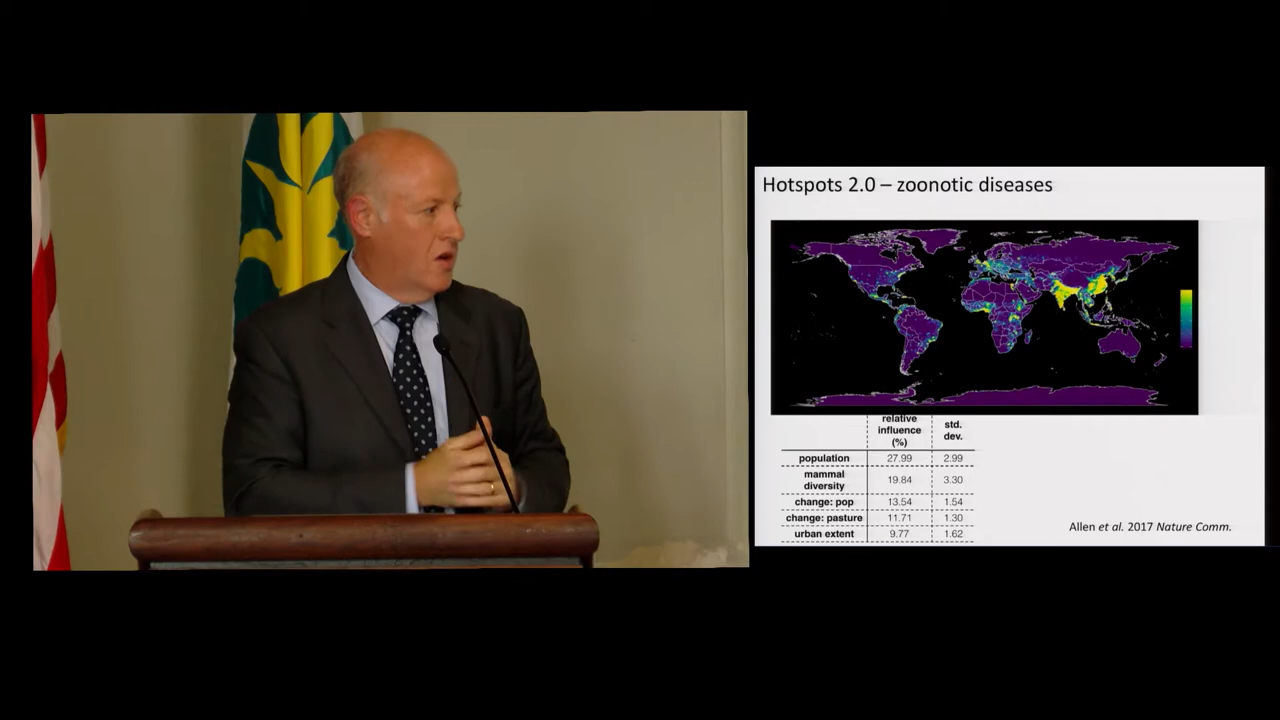 Hotspots 2.0 – zoonotic diseases
relative influence (%) std. dev.
population 27.99 2.99
mammal diversity 19.84 3.30
change: pop 13.54 1.54
change: pasture 11.71 1.30
urban extent 9.77 1.62
Allen et al. 2017 Nature Comm.